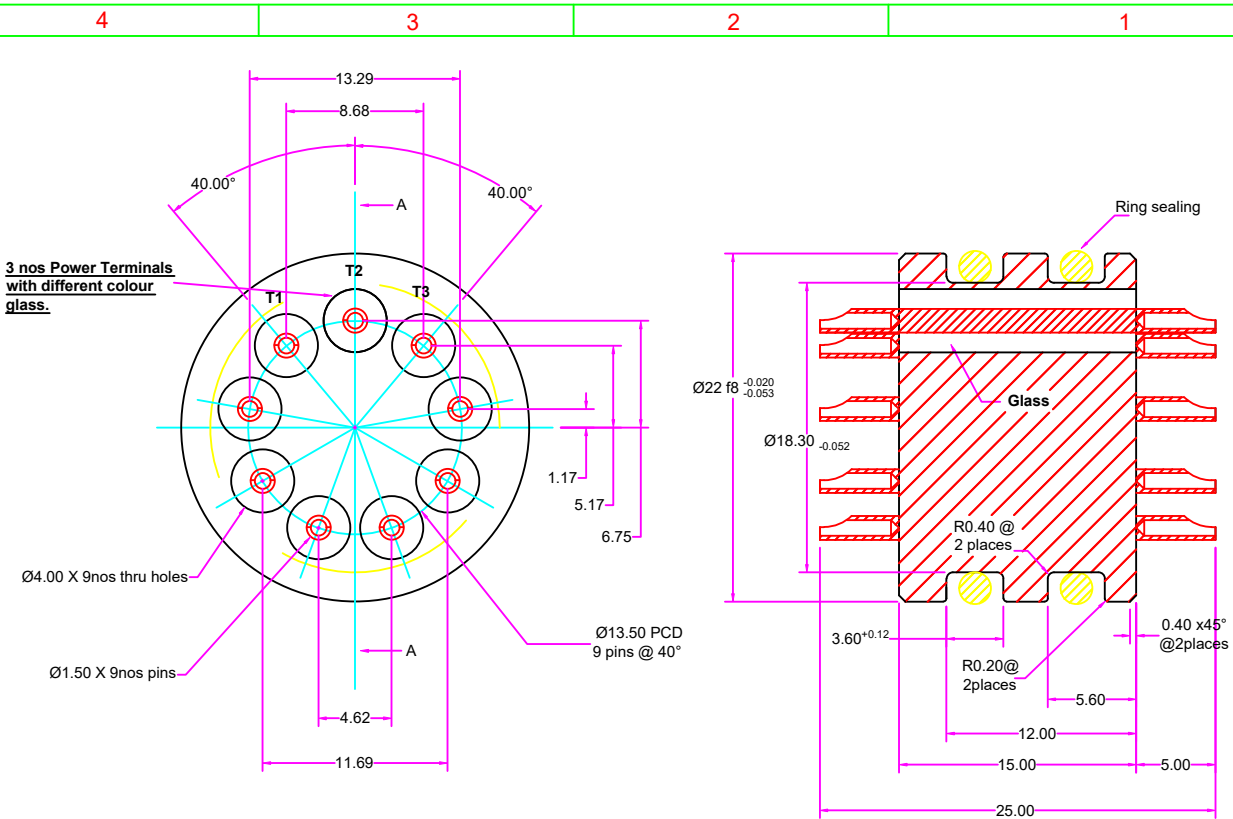 4
3
2
1
13.29
8.68
40.00°
40.00°
A
Ring sealing
3 nos Power Terminals
with different colour
glass.
T2
T1
T3
Ø22 f8 -0.020
-0.053
Glass
Ø18.30 -0.052
1.17
5.17
6.75
R0.40 @
2 places
Ø4.00 X 9nos thru holes
Ø13.50 PCD
9 pins @ 40°
3.60+0.12
0.40 x45°
@2places
A
R0.20@
2places
Ø1.50 X 9nos pins
5.60
4.62
12.00
11.69
15.00
5.00
25.00